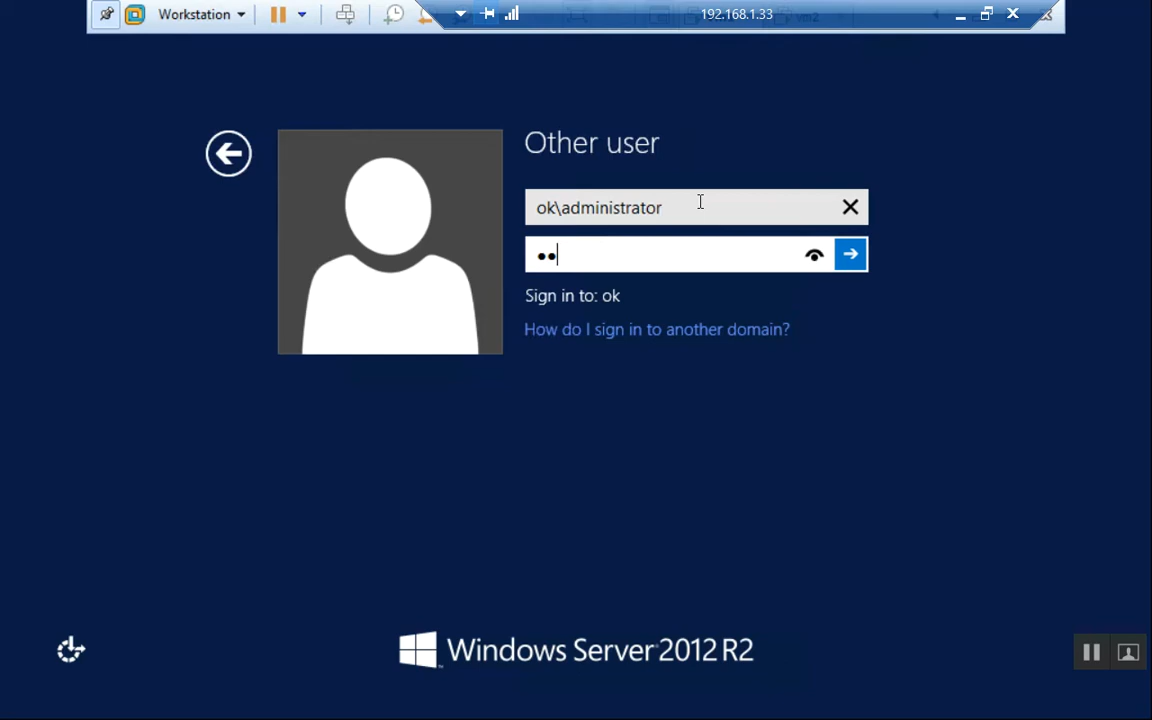 Workstation
192.168.1.33
vm2
Other user
ok\administrator
Sign in to: ok
How do I sign in to another domain?
Windows Server 2012 R2